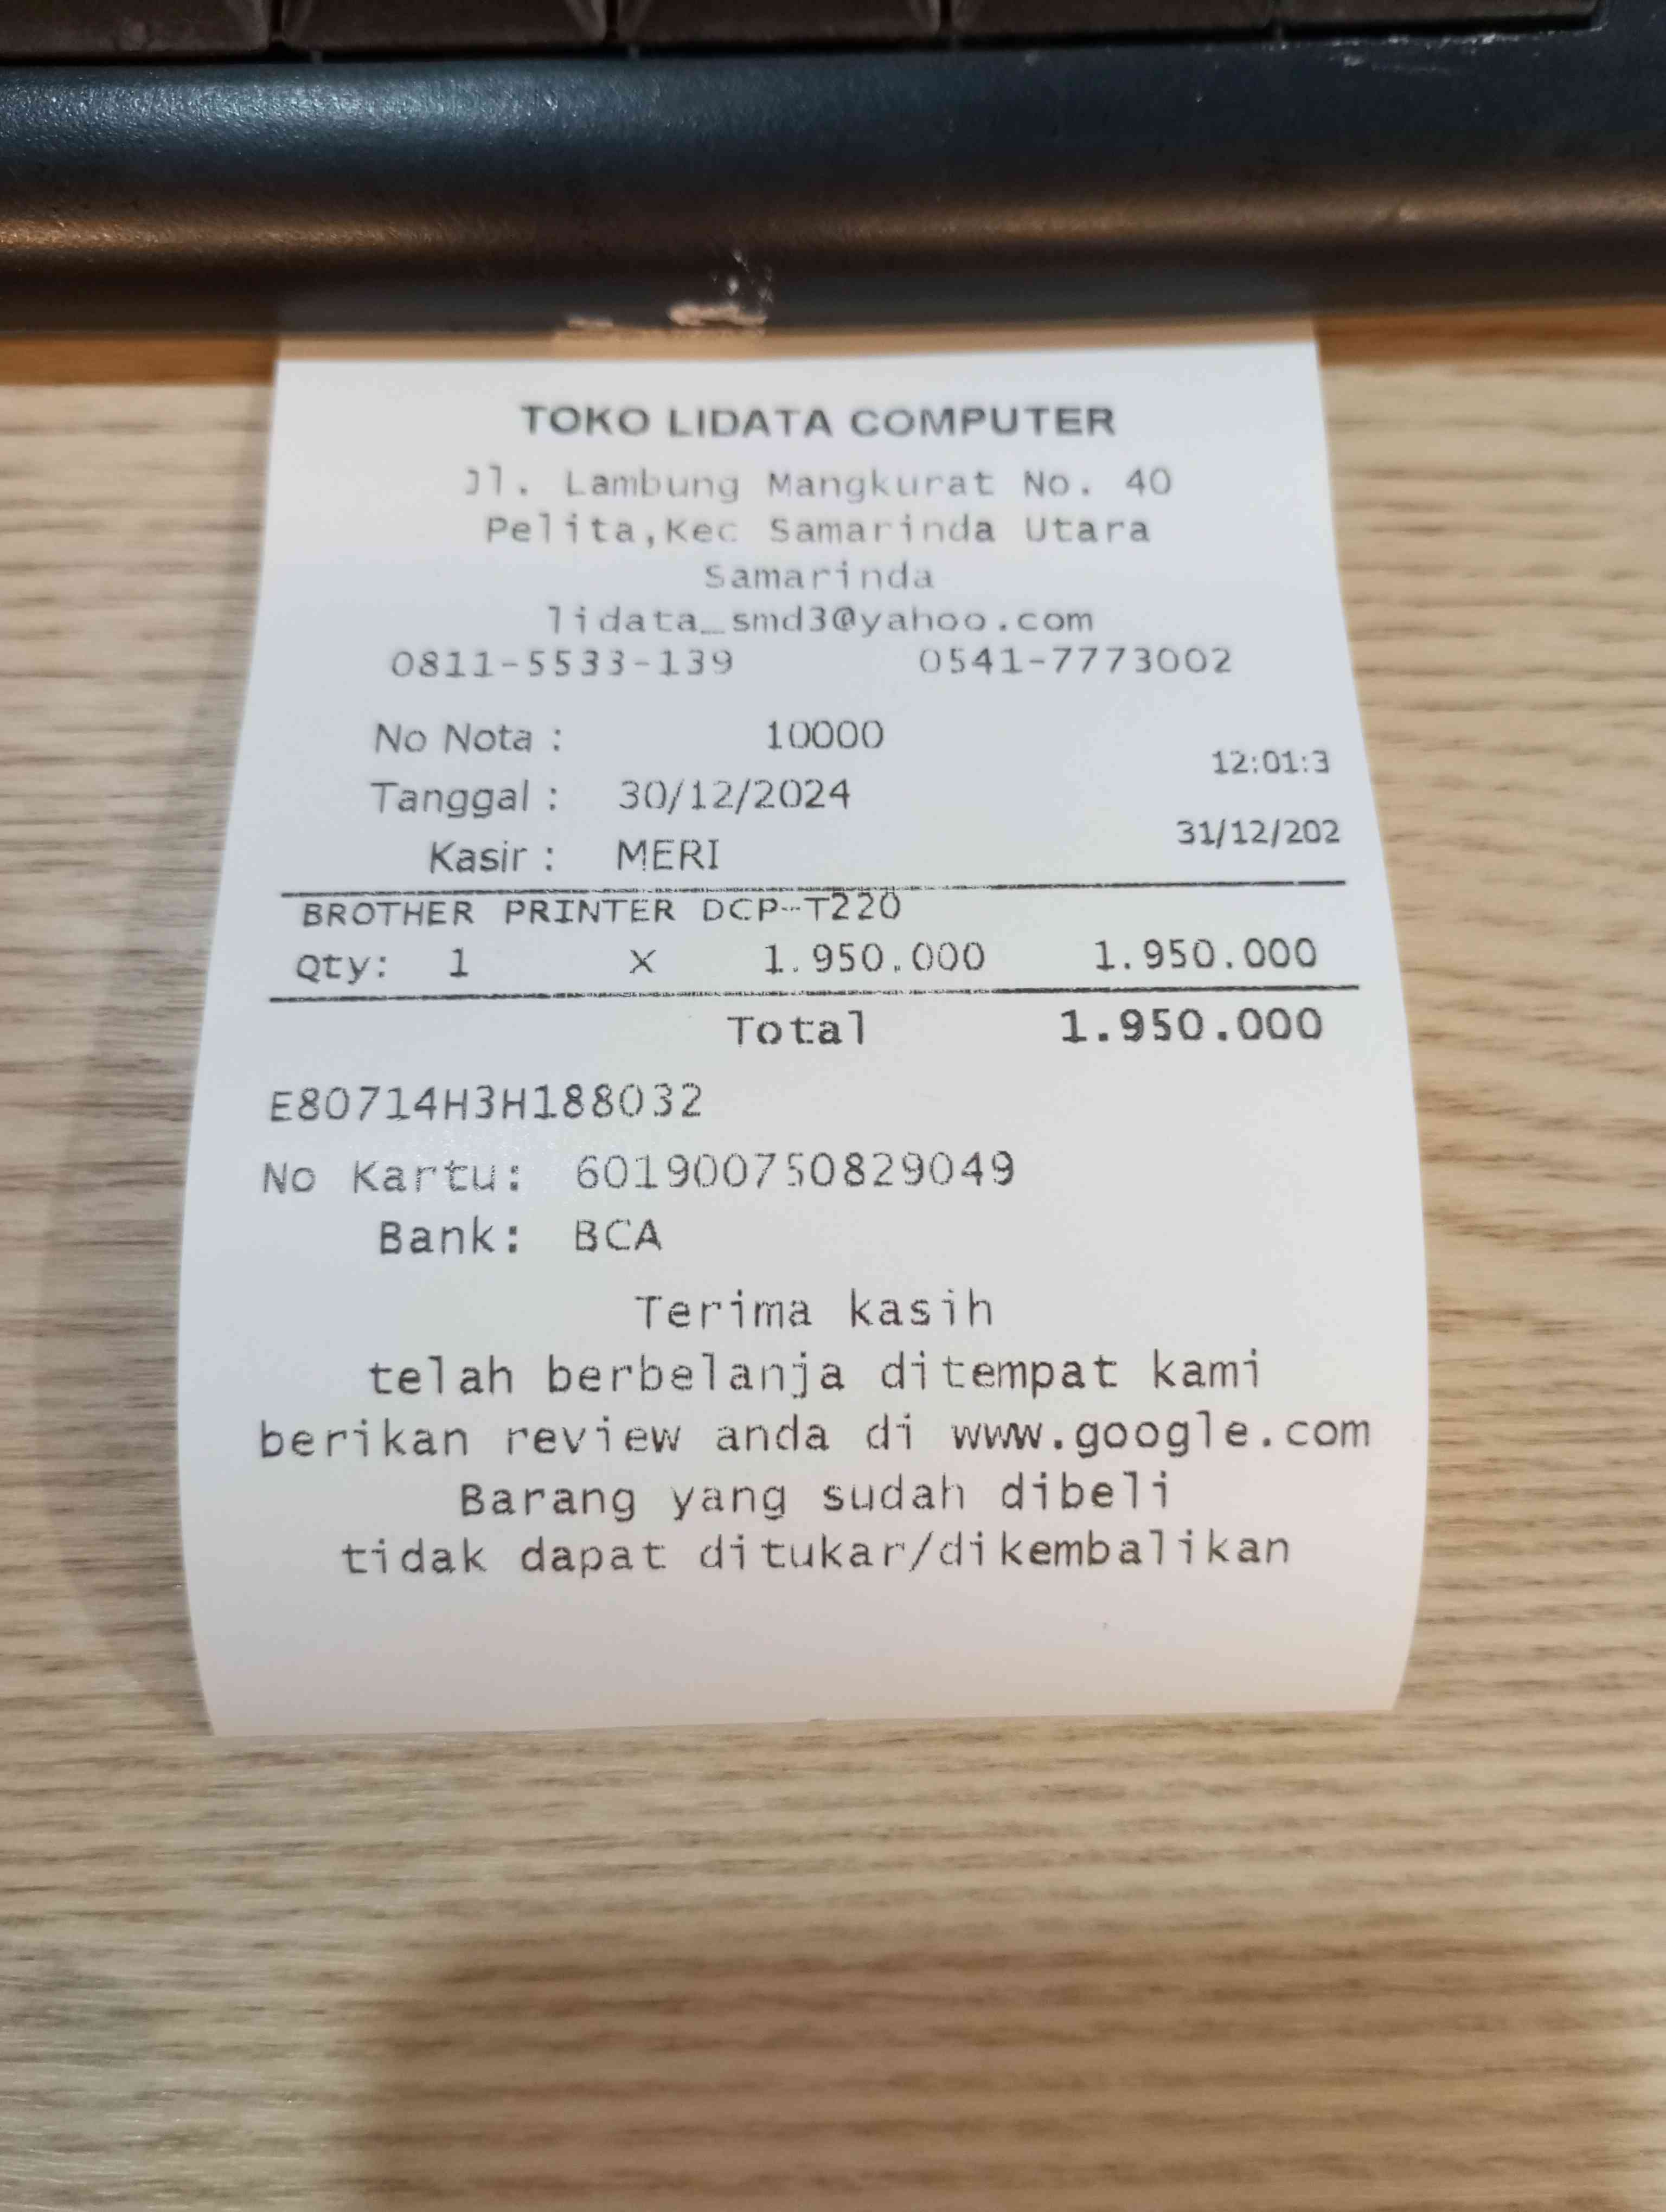 TOKO LIDATA COMPUTER
Jl. Lambung Mangkurat No. 40
Pelita,Kec Samarinda Utara
Samarinda
lidata_smd3@yahoo.com
0811-5533-139 0541-7773002
No Nota : 10000
12:01:3
Tanggal : 30/12/2024
31/12/202
Kasir : MERI
BROTHER PRINTER DCP-T220
Qty: 1 X 1.950.000 1.950.000
Total 1.950.000
E80714H3H188032
No Kartu: 601900750829049
Bank: BCA
Terima kasih
telah berbelanja ditempat kami
berikan review anda di www.google.com
Barang yang sudah dibeli
tidak dapat ditukar/dikembalikan